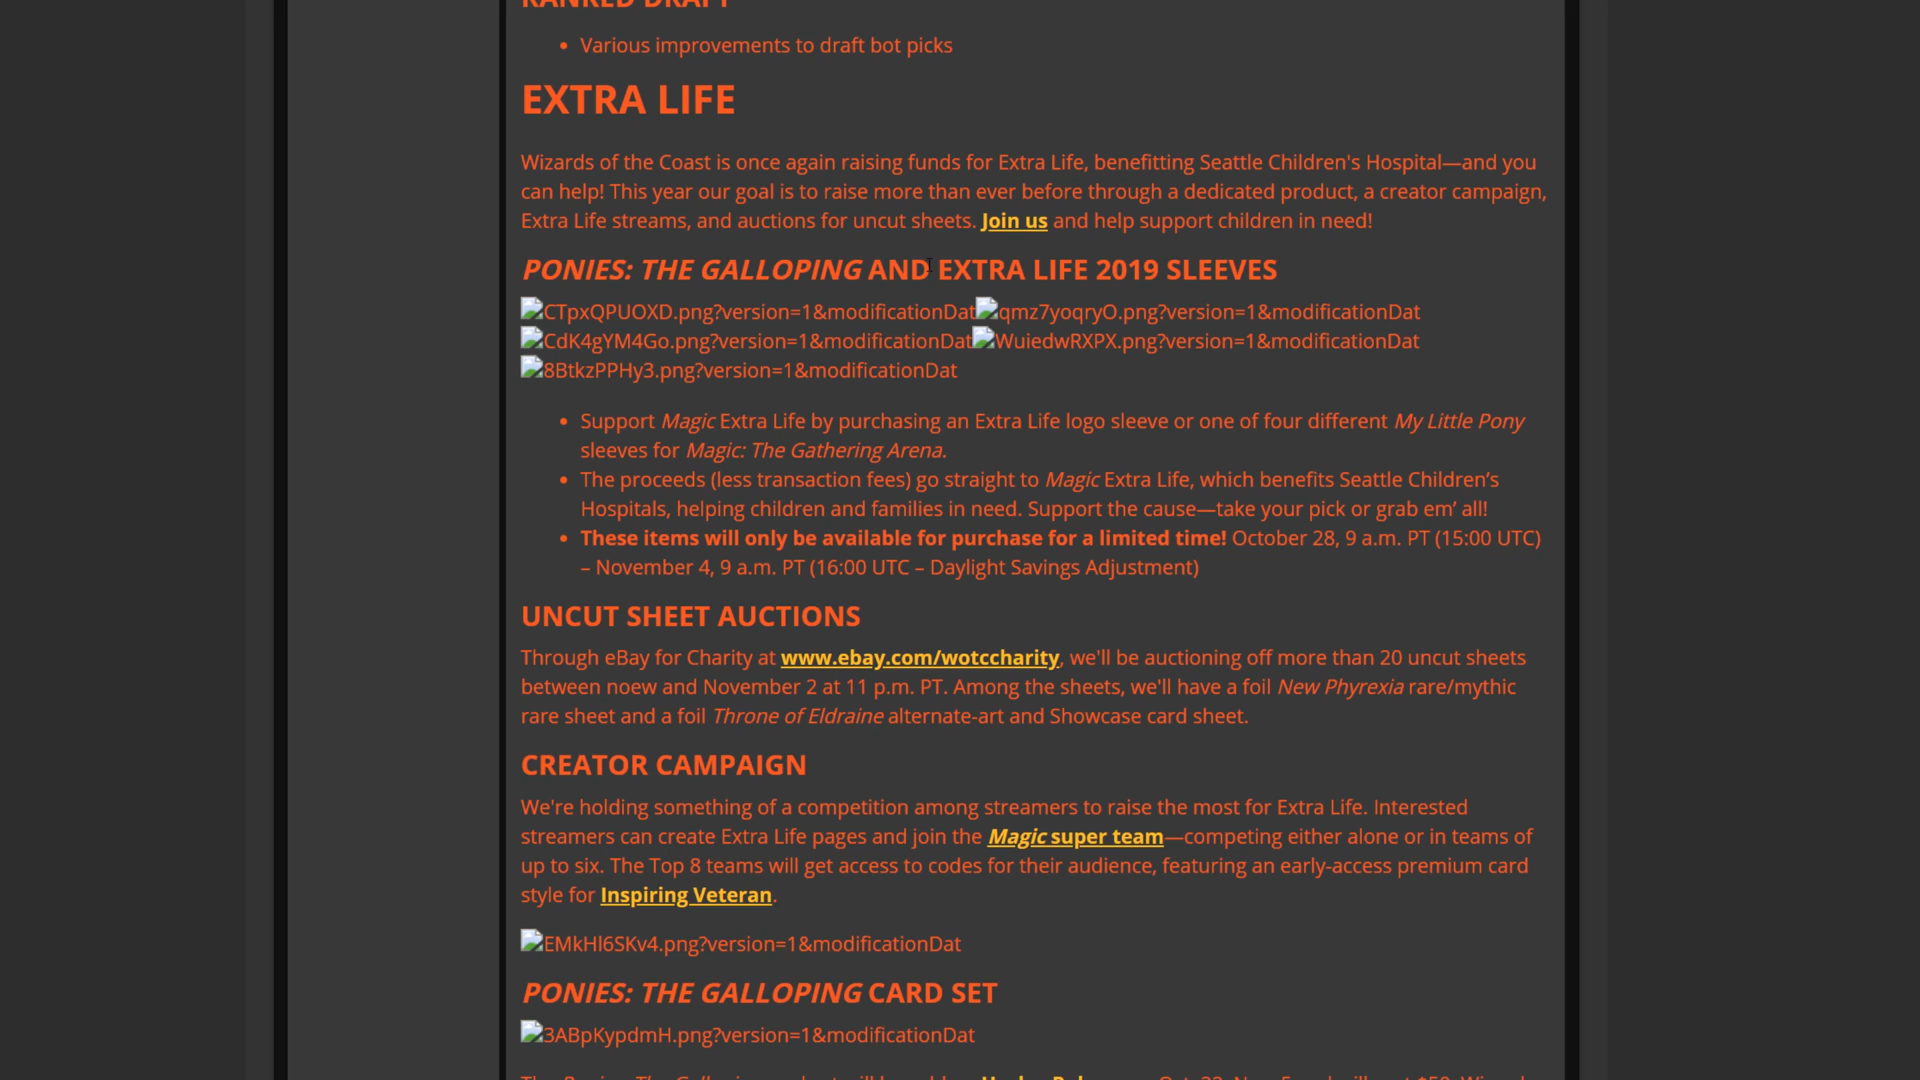 RANKED DRAFT
• Various improvements to draft bot picks
EXTRA LIFE
Wizards of the Coast is once again raising funds for Extra Life, benefitting Seattle Children's Hospital—and you
can help! This year our goal is to raise more than ever before through a dedicated product, a creator campaign,
Extra Life streams, and auctions for uncut sheets. Join us and help support children in need!
PONIES: THE GALLOPING AND EXTRA LIFE 2019 SLEEVES
CTpxQPUOXD.png?version=1&modificationDat qmz7yoqryO.png?version=1&modificationDat
CdK4gYM4Go.png?version=1&modificationDat WuiedwRXPX.png?version=1&modificationDat
8BtkzPPHy3.png?version=1&modificationDat
• Support Magic Extra Life by purchasing an Extra Life logo sleeve or one of four different My Little Pony
sleeves for Magic: The Gathering Arena.
• The proceeds (less transaction fees) go straight to Magic Extra Life, which benefits Seattle Children’s
Hospitals, helping children and families in need. Support the cause—take your pick or grab em’ all!
• These items will only be available for purchase for a limited time! October 28, 9 a.m. PT (15:00 UTC)
– November 4, 9 a.m. PT (16:00 UTC – Daylight Savings Adjustment)
UNCUT SHEET AUCTIONS
Through eBay for Charity at www.ebay.com/wotccharity, we'll be auctioning off more than 20 uncut sheets
between noew and November 2 at 11 p.m. PT. Among the sheets, we'll have a foil New Phyrexia rare/mythic
rare sheet and a foil Throne of Eldraine alternate-art and Showcase card sheet.
CREATOR CAMPAIGN
We're holding something of a competition among streamers to raise the most for Extra Life. Interested
streamers can create Extra Life pages and join the Magic super team—competing either alone or in teams of
up to six. The Top 8 teams will get access to codes for their audience, featuring an early-access premium card
style for Inspiring Veteran.
EMkHl6SKv4.png?version=1&modificationDat
PONIES: THE GALLOPING CARD SET
3ABpKypdmH.png?version=1&modificationDat